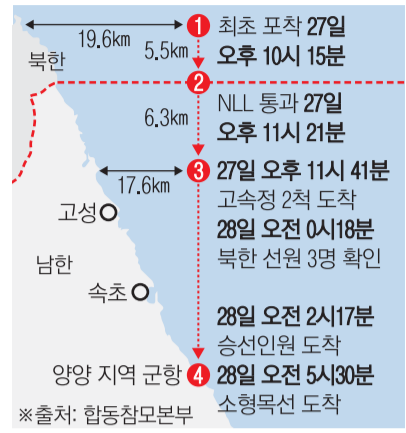 19.6km
북한
5.5km
1 최초 포착 27일
오후 10시 15분
2
NLL 통과 27일
오후 11시 21분
6.3km
3 27일 오후 11시 41분
고속정 2척 도착
28일 오전 0시18분
북한 선원 3명 확인
17.6km
고성
남한
속초
28일 오전 2시17분
승선인원 도착
양양 지역 군항 4 28일 오전 5시30분
소형목선 도착
※출처: 합동참모본부